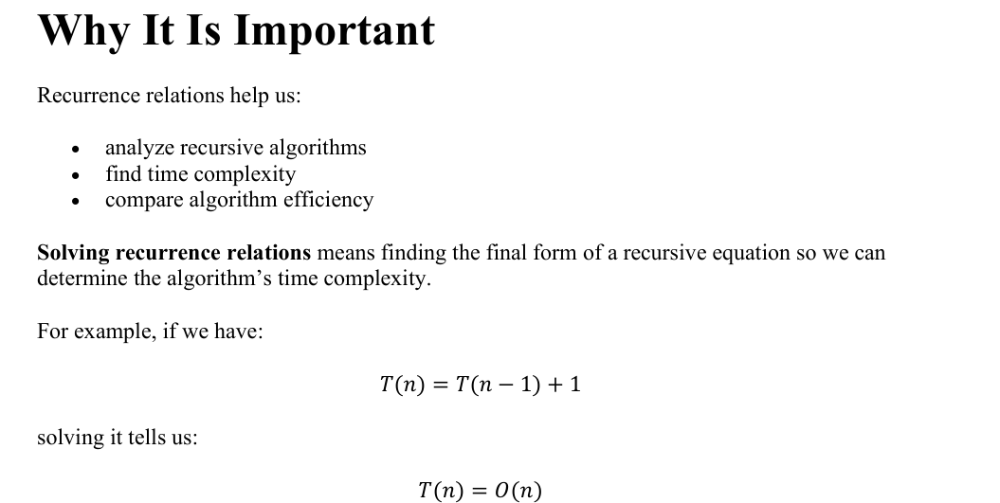 Why It Is Important
Recurrence relations help us:
• analyze recursive algorithms
• find time complexity
• compare algorithm efficiency
Solving recurrence relations means finding the final form of a recursive equation so we can
determine the algorithm’s time complexity.
For example, if we have:
T(n) = T(n − 1) + 1
solving it tells us:
T(n) = O(n)